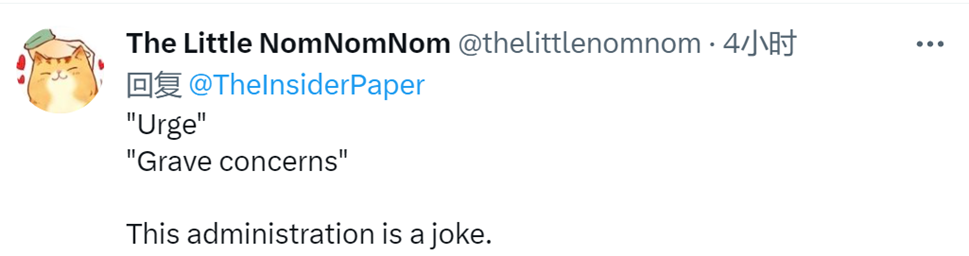 The Little NomNomNom @thelittlenomnom · 4小时
回复 @TheInsiderPaper
"Urge"
"Grave concerns"
This administration is a joke.